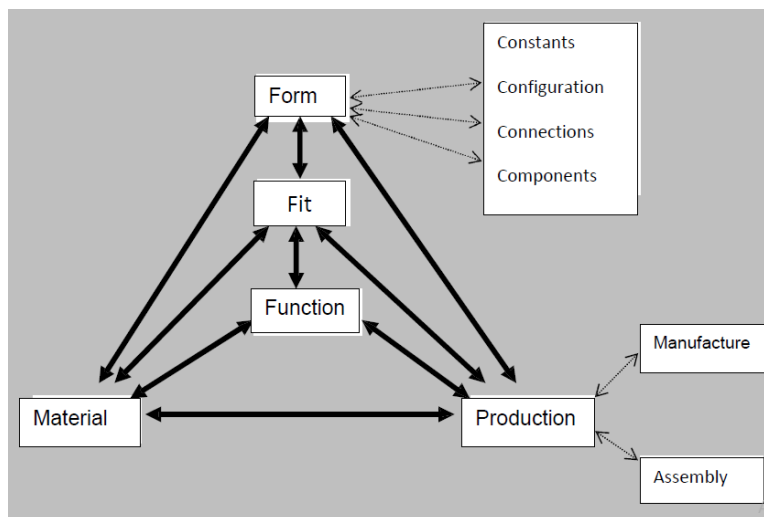 Form
Constants
Configuration
Connections
Components
Fit
Function
Manufacture
Material
Production
Assembly